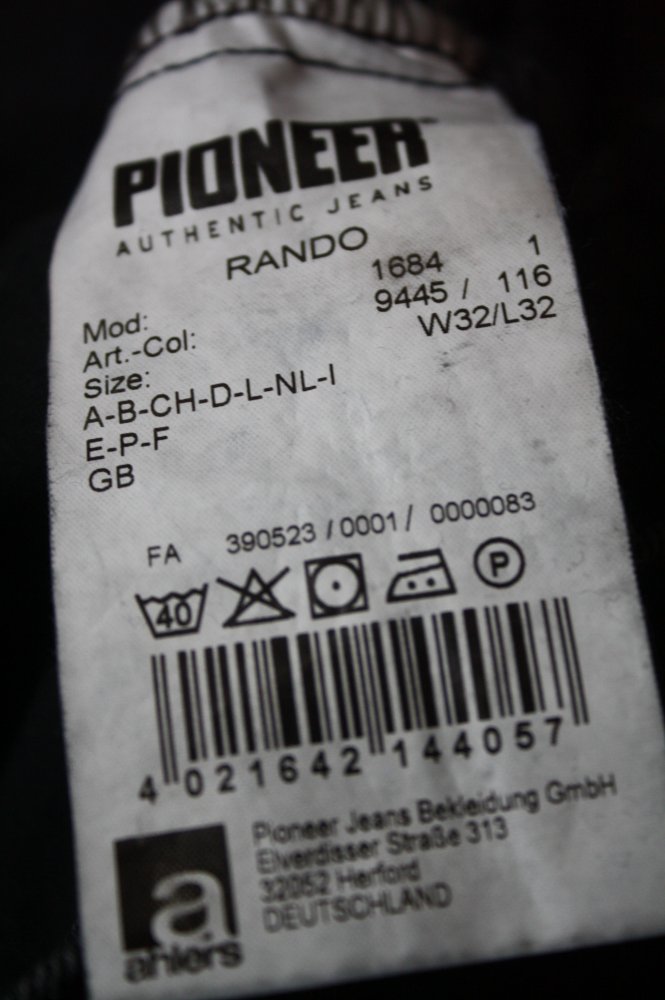 PIONEER™
AUTHENTIC JEANS
RANDO
Mod: 1684 1
Art.-Col: 9445 / 116
Size: W32/L32
A-B-CH-D-L-NL-I
E-P-F
GB
FA 390523 / 0001 / 0000083
40 P
4 021642 144057
a
ahlers
Pioneer Jeans Bekleidung GmbH
Elverdisser Straße 313
32052 Herford
DEUTSCHLAND